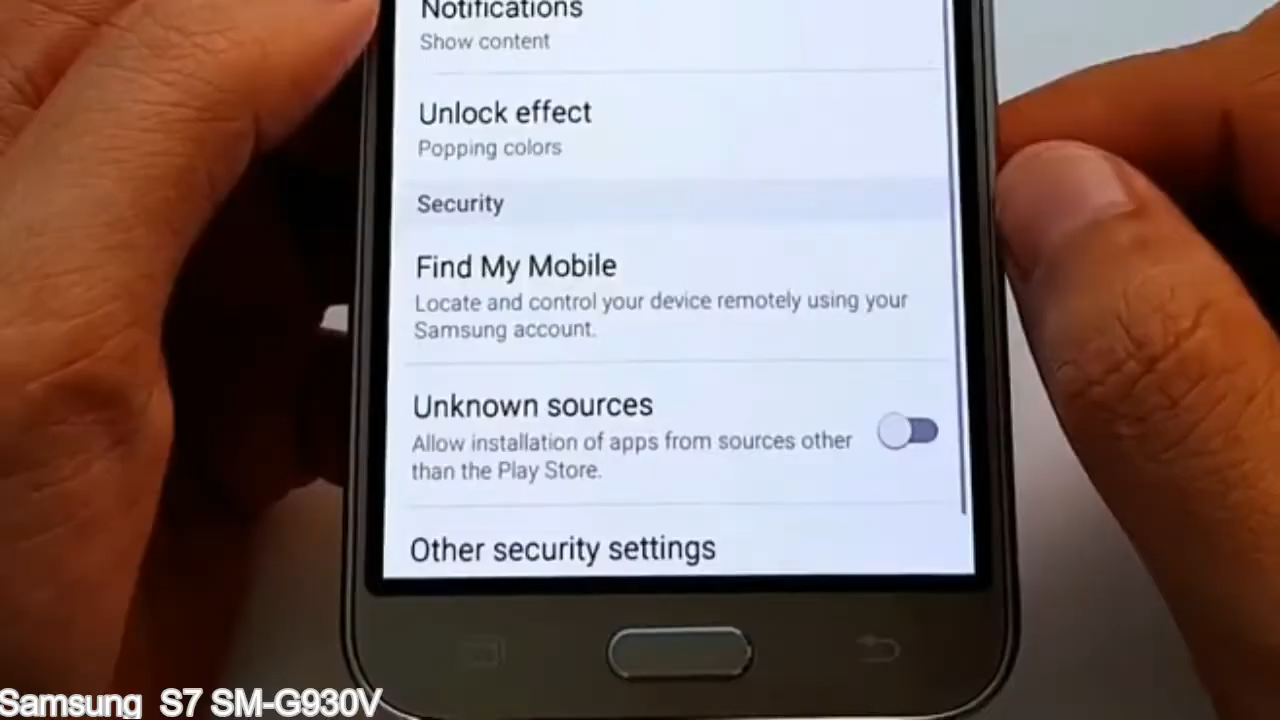 Notifications
Show content
Unlock effect
Popping colors
Security
Find My Mobile
Locate and control your device remotely using your
Samsung account.
Unknown sources
Allow installation of apps from sources other
than the Play Store.
Other security settings
Samsung S7 SM-G930V